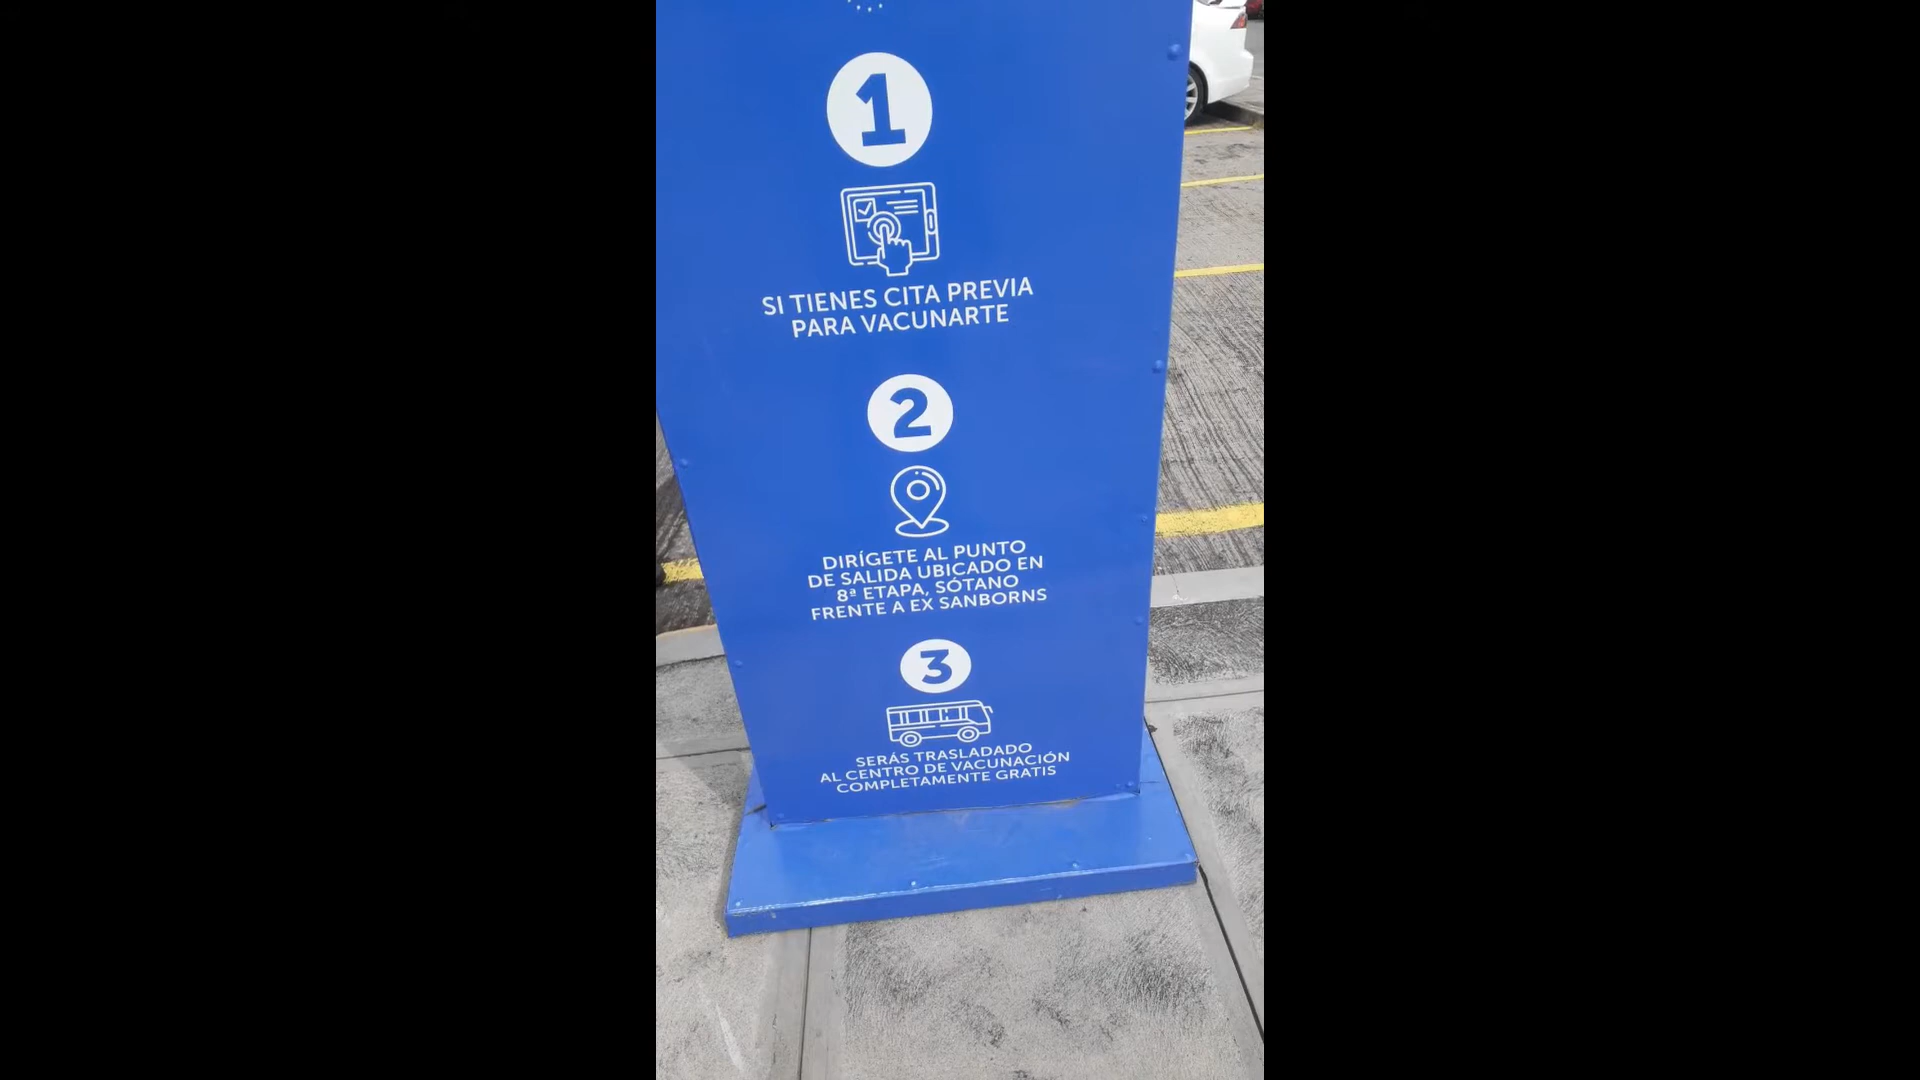 1
SI TIENES CITA PREVIA
PARA VACUNARTE
2
DIRÍGETE AL PUNTO
DE SALIDA UBICADO EN
8ª ETAPA, SÓTANO
FRENTE A EX SANBORNS
3
SERÁS TRASLADADO
AL CENTRO DE VACUNACIÓN
COMPLETAMENTE GRATIS